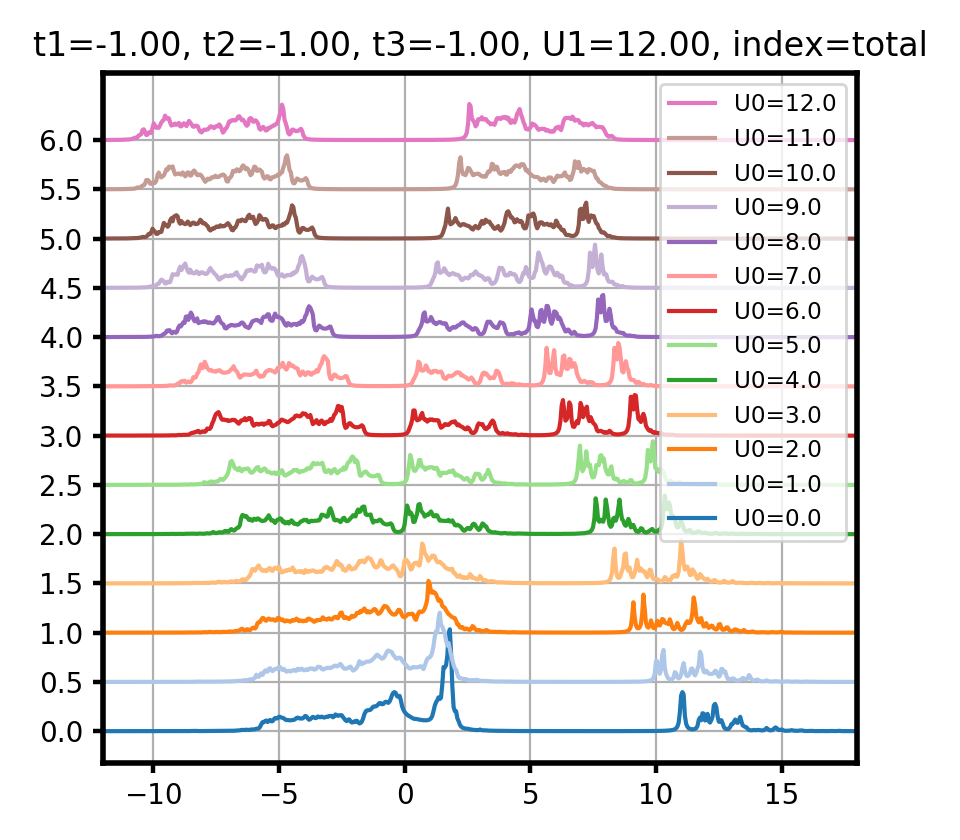 t1=-1.00, t2=-1.00, t3=-1.00, U1=12.00, index=total
U0=12.0
U0=11.0
U0=10.0
U0=9.0
U0=8.0
U0=7.0
U0=6.0
U0=5.0
U0=4.0
U0=3.0
U0=2.0
U0=1.0
U0=0.0
6.0
5.5
5.0
4.5
4.0
3.5
3.0
2.5
2.0
1.5
1.0
0.5
0.0
−10 −5 0 5 10 15